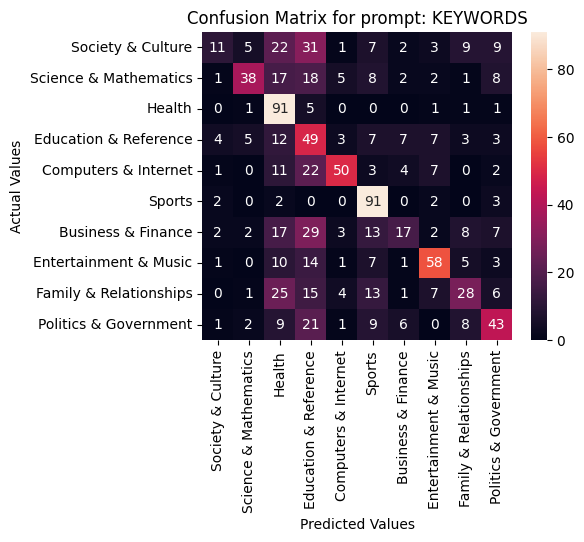 Confusion Matrix for prompt: KEYWORDS
Society & Culture 11 5 22 31 1 7 2 3 9 9
Science & Mathematics 1 38 17 18 5 8 2 2 1 8
Health 0 1 91 5 0 0 0 1 1 1
Education & Reference 4 5 12 49 3 7 7 7 3 3
Computers & Internet 1 0 11 22 50 3 4 7 0 2
Sports 2 0 2 0 0 91 0 2 0 3
Business & Finance 2 2 17 29 3 13 17 2 8 7
Entertainment & Music 1 0 10 14 1 7 1 58 5 3
Family & Relationships 0 1 25 15 4 13 1 7 28 6
Politics & Government 1 2 9 21 1 9 6 0 8 43
Actual Values
Society & Culture
Science & Mathematics
Health
Education & Reference
Computers & Internet
Sports
Business & Finance
Entertainment & Music
Family & Relationships
Politics & Government
Predicted Values
80
60
40
20
0